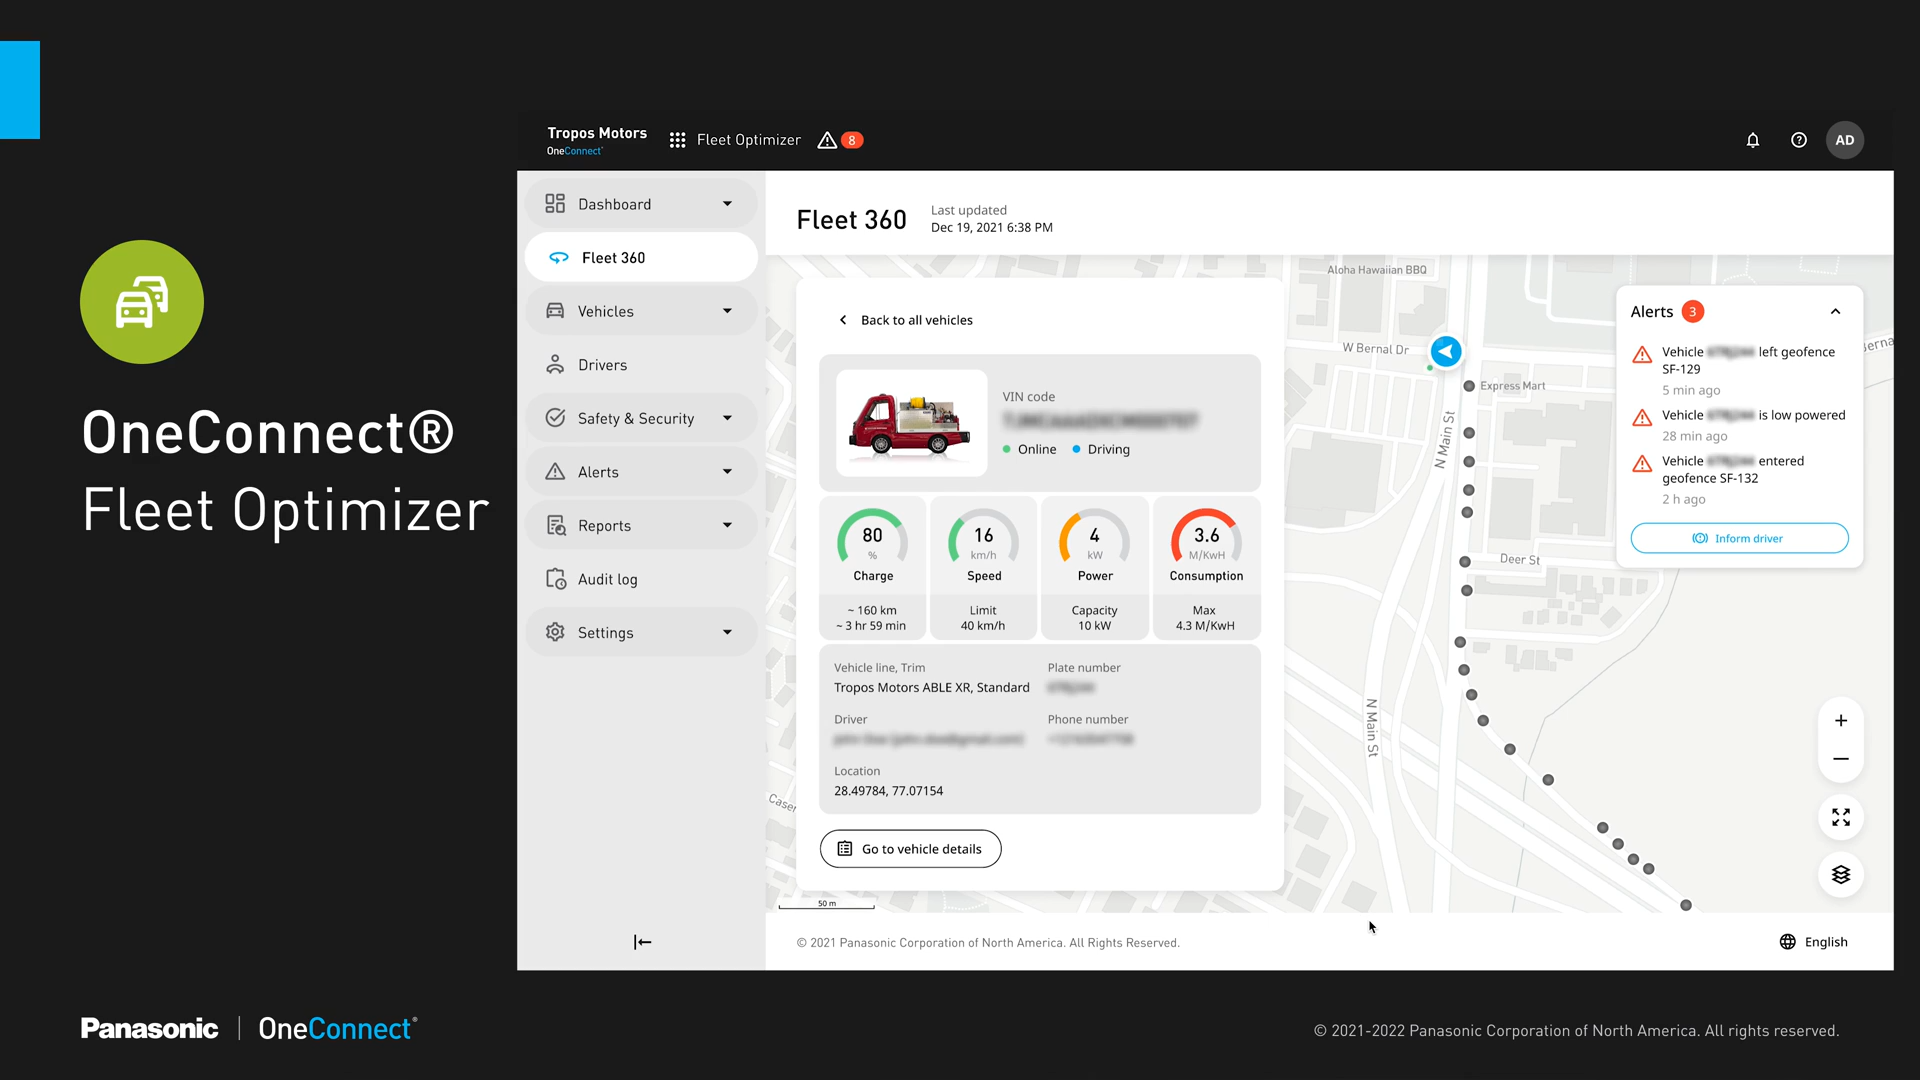 OneConnect®
Fleet Optimizer
Tropos Motors
OneConnect
Fleet Optimizer
8
AD
Dashboard
Fleet 360
Vehicles
Drivers
Safety & Security
Alerts
Reports
Audit log
Settings
Fleet 360
Last updated
Dec 19, 2021 6:38 PM
Back to all vehicles
VIN code
Online
Driving
80
%
Charge
~ 160 km
~ 3 hr 59 min
16
km/h
Speed
Limit
40 km/h
4
kW
Power
Capacity
10 kW
3.6
M/KwH
Consumption
Max
4.3 M/KwH
Vehicle line, Trim
Tropos Motors ABLE XR, Standard
Plate number
Driver
Phone number
Location
28.49784, 77.07154
Go to vehicle details
Aloha Hawaiian BBQ
W Bernal Dr
Express Mart
N Main St
Deer St
N Main St
Caser
Berna
50 m
Alerts 3
Vehicle left geofence
SF-129
5 min ago
Vehicle is low powered
28 min ago
Vehicle entered
geofence SF-132
2 h ago
Inform driver
© 2021 Panasonic Corporation of North America. All Rights Reserved.
English
Panasonic | OneConnect®
© 2021-2022 Panasonic Corporation of North America. All rights reserved.